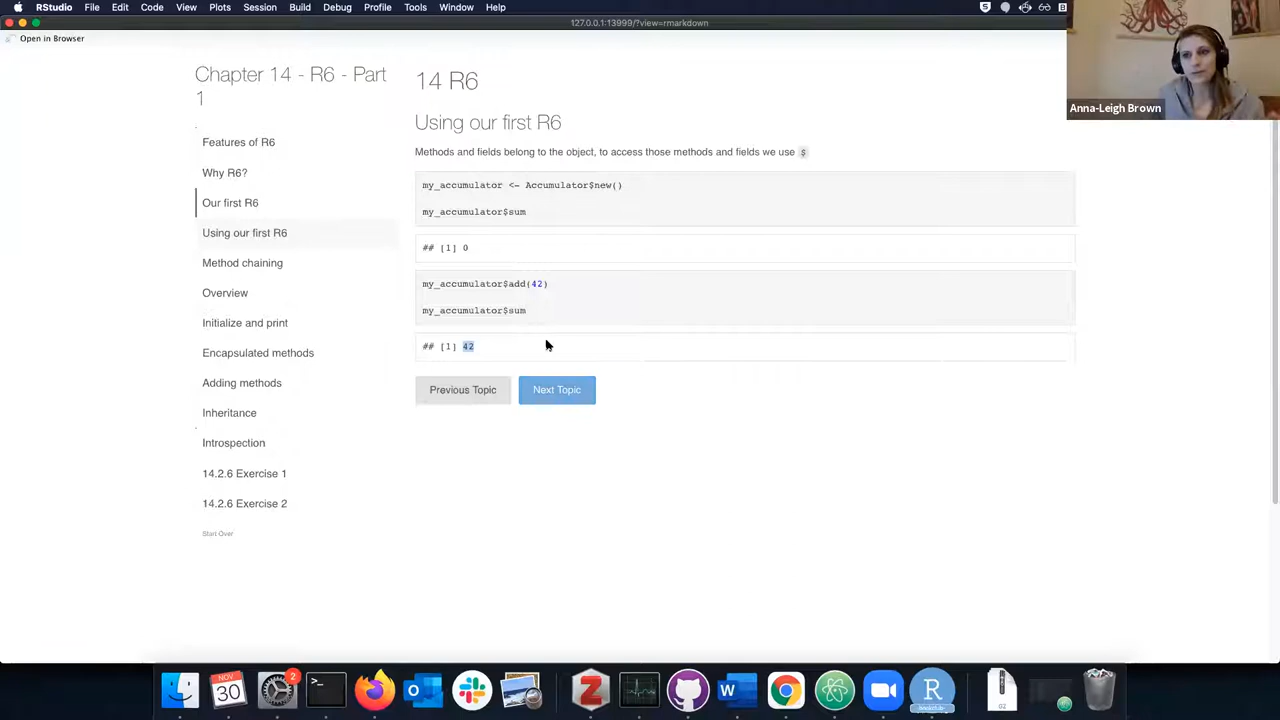 RStudio File Edit Code View Plots Session Build Debug Profile Tools Window Help
127.0.0.1:13999/?view=rmarkdown
Open in Browser
Anna-Leigh Brown
Chapter 14 - R6 - Part
1
Features of R6
Why R6?
Our first R6
Using our first R6
Method chaining
Overview
Initialize and print
Encapsulated methods
Adding methods
Inheritance
Introspection
14.2.6 Exercise 1
14.2.6 Exercise 2
Start Over
14 R6
Using our first R6
Methods and fields belong to the object, to access those methods and fields we use $
my_accumulator <- Accumulator$new()
my_accumulator$sum
## [1] 0
my_accumulator$add(42)
my_accumulator$sum
## [1] 42
Previous Topic Next Topic
NOV
30
2
>_
Z
W
R